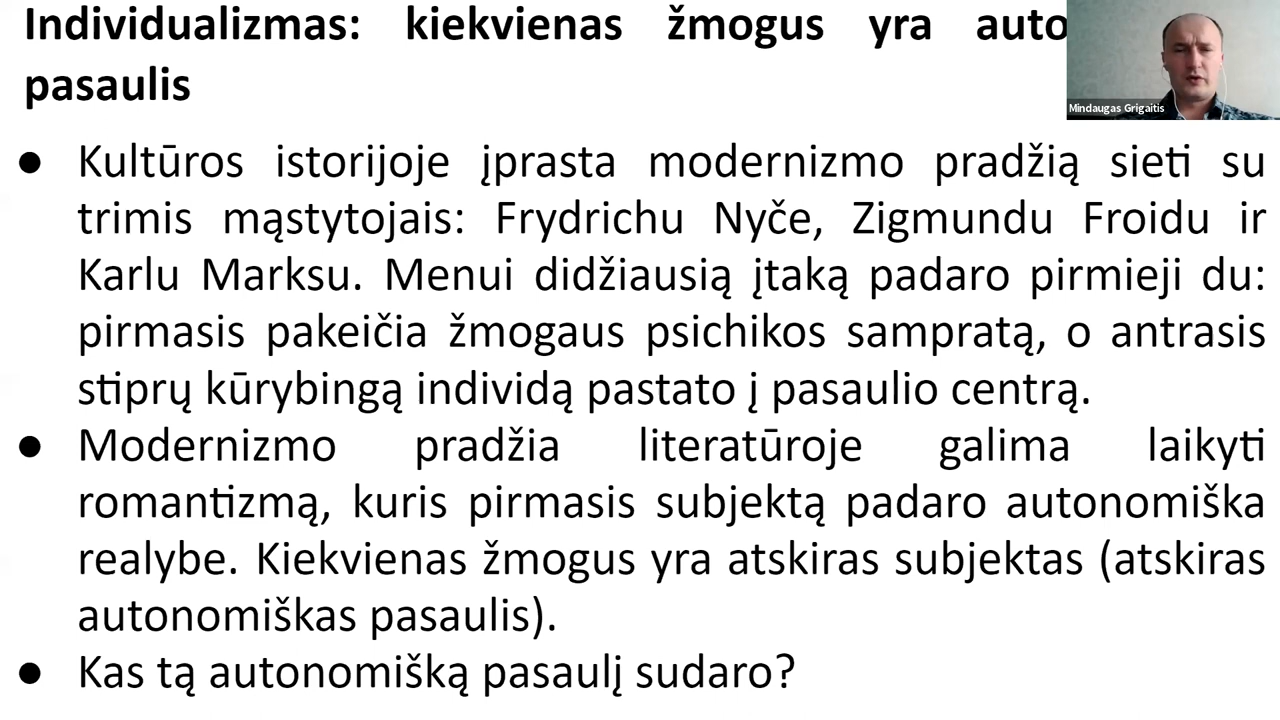 Individualizmas: kiekvienas žmogus yra
pasaulis
Mindaugas Grigaitis
● Kultūros istorijoje įprasta modernizmo pradžią sieti su
trimis mąstytojais: Frydrichu Nyče, Zigmundu Froidu ir
Karlu Marksu. Menui didžiausią įtaką padaro pirmieji du:
pirmasis pakeičia žmogaus psichikos sampratą, o antrasis
stiprų kūrybingą individą pastato į pasaulio centrą.
● Modernizmo pradžia literatūroje galima laikyti
romantizmą, kuris pirmasis subjektą padaro autonomiška
realybe. Kiekvienas žmogus yra atskiras subjektas (atskiras
autonomiškas pasaulis).
● Kas tą autonomišką pasaulį sudaro?